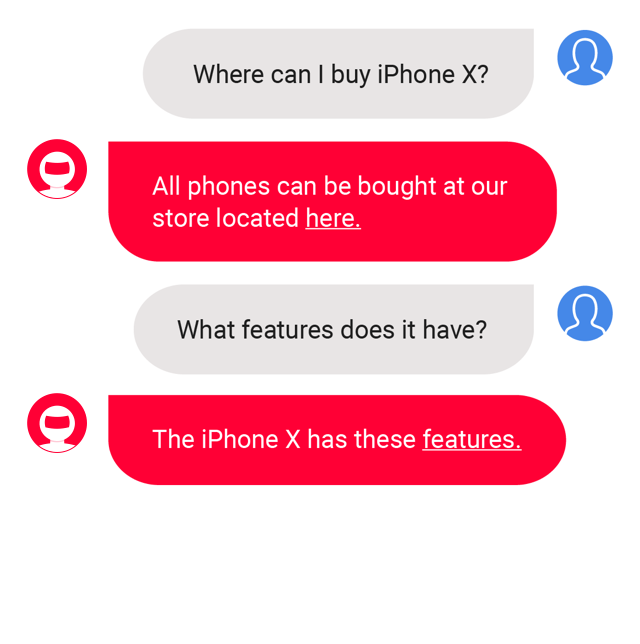 Where can I buy iPhone X?
All phones can be bought at our
store located here.
What features does it have?
The iPhone X has these features.